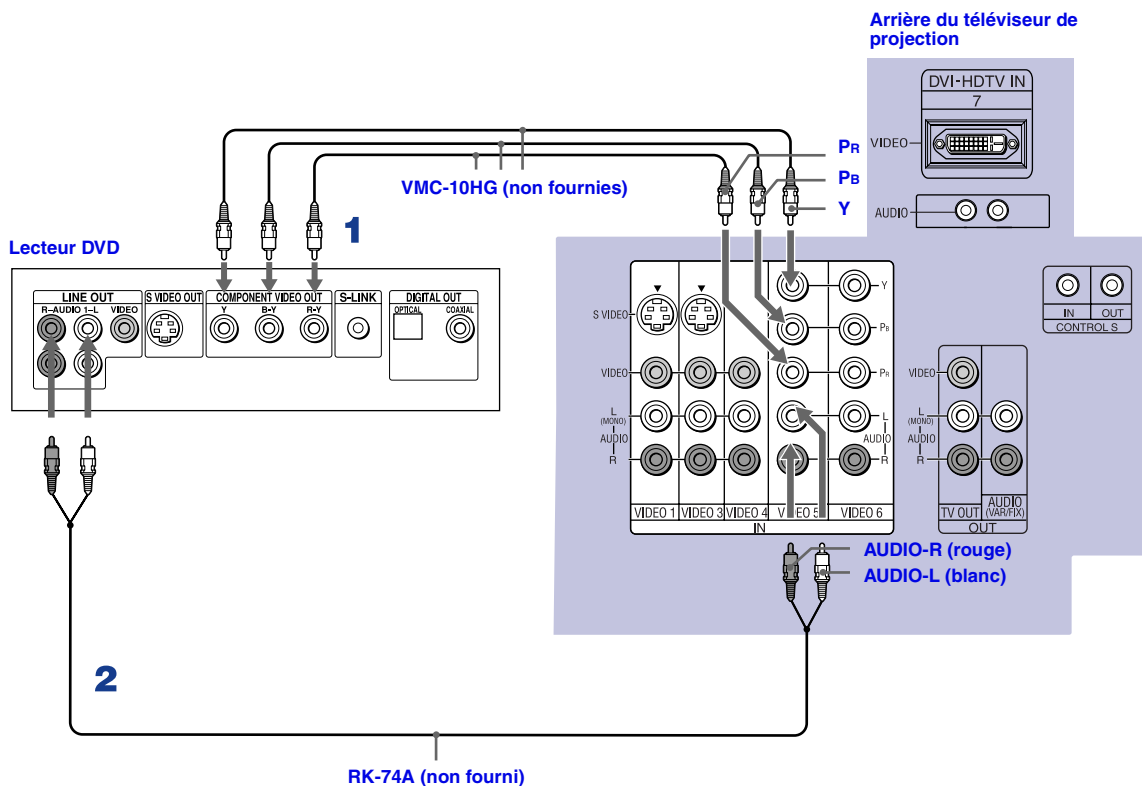 Arrière du téléviseur de
projection
DVI-HDTV IN
7
VIDEO
AUDIO
PR
PB
Y
VMC-10HG (non fournies)
1
Lecteur DVD
LINE OUT
R–AUDIO 1–L
VIDEO
S VIDEO OUT
COMPONENT VIDEO OUT
Y
B-Y
R-Y
S-LINK
DIGITAL OUT
OPTICAL
COAXIAL
S VIDEO
VIDEO
L
(MONO)
AUDIO
R
Y
PB
PR
L
AUDIO
R
VIDEO 1
VIDEO 3
VIDEO 4
VIDEO 5
VIDEO 6
IN
IN
OUT
CONTROL S
VIDEO
L
(MONO)
AUDIO
R
TV OUT
AUDIO
(VAR/FIX)
OUT
AUDIO-R (rouge)
AUDIO-L (blanc)
2
RK-74A (non fourni)